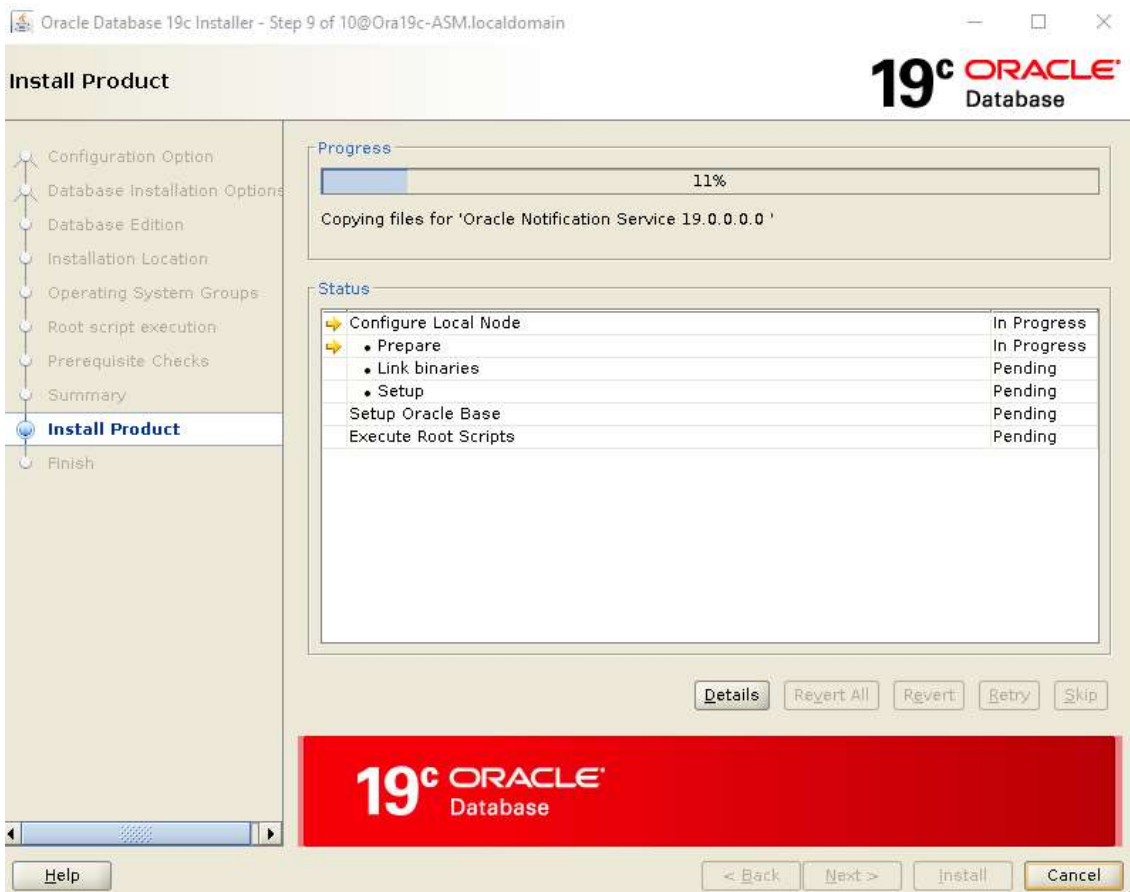 Oracle Database 19c Installer - Step 9 of 10@Ora19c-ASM.localdomain
Install Product
19c ORACLE
Database
Configuration Option
Database Installation Options
Database Edition
Installation Location
Operating System Groups
Root script execution
Prerequisite Checks
Summary
Install Product
Finish
Progress
11%
Copying files for 'Oracle Notification Service 19.0.0.0.0 '
Status
Configure Local Node In Progress
• Prepare In Progress
• Link binaries Pending
• Setup Pending
Setup Oracle Base Pending
Execute Root Scripts Pending
Details Revert All Revert Retry Skip
19c ORACLE
Database
Help < Back Next > Install Cancel